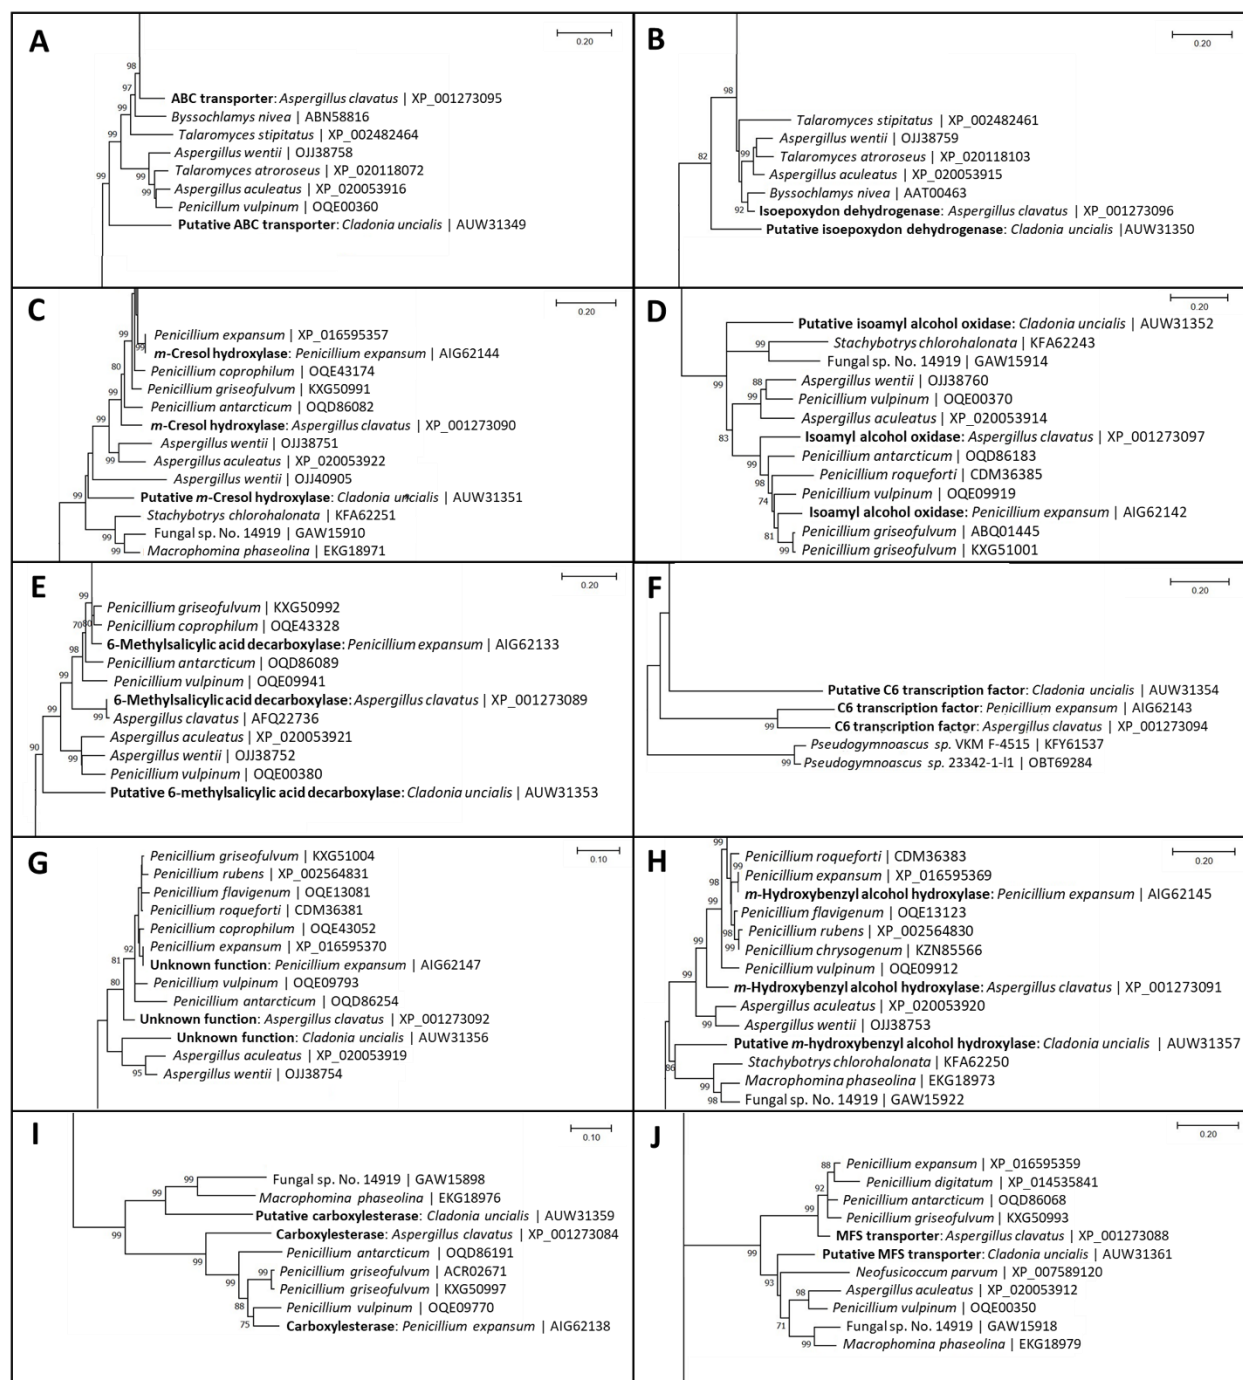 A
0.20
98
97
99
99
99
99
99
ABC transporter: Aspergillus clavatus | XP_001273095
Byssochlamys nivea | ABN58816
Talaromyces stipitatus | XP_002482464
Aspergillus wentii | OJJ38758
Talaromyces atroroseus | XP_020118072
Aspergillus aculeatus | XP_020053916
Penicillium vulpinum | OQE00360
Putative ABC transporter: Cladonia uncialis | AUW31349
B
0.20
98
82
99
92
Talaromyces stipitatus | XP_002482461
Aspergillus wentii | OJJ38759
Talaromyces atroroseus | XP_020118103
Aspergillus aculeatus | XP_020053915
Byssochlamys nivea | AAT00463
Isoepoxydon dehydrogenase: Aspergillus clavatus | XP_001273096
Putative isoepoxydon dehydrogenase: Cladonia uncialis |AUW31350
C
0.20
99
99
80
99
99
99
99
99
Penicillium expansum | XP_016595357
m-Cresol hydroxylase: Penicillium expansum | AIG62144
Penicillium coprophilum | OQE43174
Penicillium griseofulvum | KXG50991
Penicillium antarcticum | OQD86082
m-Cresol hydroxylase: Aspergillus clavatus | XP_001273090
Aspergillus wentii | OJJ38751
Aspergillus aculeatus | XP_020053922
Aspergillus wentii | OJJ40905
Putative m-Cresol hydroxylase: Cladonia uncialis | AUW31351
Stachybotrys chlorohalonata | KFA62251
Fungal sp. No. 14919 | GAW15910
Macrophomina phaseolina | EKG18971
D
0.20
99
99
88
83
99
98
74
81
99
Putative isoamyl alcohol oxidase: Cladonia uncialis | AUW31352
Stachybotrys chlorohalonata | KFA62243
Fungal sp. No. 14919 | GAW15914
Aspergillus wentii | OJJ38760
Penicillium vulpinum | OQE00370
Aspergillus aculeatus | XP_020053914
Isoamyl alcohol oxidase: Aspergillus clavatus | XP_001273097
Penicillium antarcticum | OQD86183
Penicillium roqueforti | CDM36385
Penicillium vulpinum | OQE09919
Isoamyl alcohol oxidase: Penicillium expansum | AIG62142
Penicillium griseofulvum | ABQ01445
Penicillium griseofulvum | KXG51001
E
0.20
99
80
70
98
99
99
99
99
90
Penicillium griseofulvum | KXG50992
Penicillium coprophilum | OQE43328
6-Methylsalicylic acid decarboxylase: Penicillium expansum | AIG62133
Penicillium antarcticum | OQD86089
Penicillium vulpinum | OQE09941
6-Methylsalicylic acid decarboxylase: Aspergillus clavatus | XP_001273089
Aspergillus clavatus | AFQ22736
Aspergillus aculeatus | XP_020053921
Aspergillus wentii | OJJ38752
Penicillium vulpinum | OQE00380
Putative 6-methylsalicylic acid decarboxylase: Cladonia uncialis | AUW31353
F
0.20
99
99
Putative C6 transcription factor: Cladonia uncialis | AUW31354
C6 transcription factor: Penicillium expansum | AIG62143
C6 transcription factor: Aspergillus clavatus | XP_001273094
Pseudogymnoascus sp. VKM F-4515 | KFY61537
Pseudogymnoascus sp. 23342-1-I1 | OBT69284
G
0.10
92
81
80
95
Penicillium griseofulvum | KXG51004
Penicillium rubens | XP_002564831
Penicillium flavigenum | OQE13081
Penicillium roqueforti | CDM36381
Penicillium coprophilum | OQE43052
Penicillium expansum | XP_016595370
Unknown function: Penicillium expansum | AIG62147
Penicillium vulpinum | OQE09793
Penicillium antarcticum | OQD86254
Unknown function: Aspergillus clavatus | XP_001273092
Unknown function: Cladonia uncialis | AUW31356
Aspergillus aculeatus | XP_020053919
Aspergillus wentii | OJJ38754
H
0.20
99
99
98
99
98
99
99
99
86
99
98
Penicillium roqueforti | CDM36383
Penicillium expansum | XP_016595369
m-Hydroxybenzyl alcohol hydroxylase: Penicillium expansum | AIG62145
Penicillium flavigenum | OQE13123
Penicillium rubens | XP_002564830
Penicillium chrysogenum | KZN85566
Penicillium vulpinum | OQE09912
m-Hydroxybenzyl alcohol hydroxylase: Aspergillus clavatus | XP_001273091
Aspergillus aculeatus | XP_020053920
Aspergillus wentii | OJJ38753
Putative m-hydroxybenzyl alcohol hydroxylase: Cladonia uncialis | AUW31357
Stachybotrys chlorohalonata | KFA62250
Macrophomina phaseolina | EKG18973
Fungal sp. No. 14919 | GAW15922
I
0.10
99
99
99
99
99
99
88
75
Fungal sp. No. 14919 | GAW15898
Macrophomina phaseolina | EKG18976
Putative carboxylesterase: Cladonia uncialis | AUW31359
Carboxylesterase: Aspergillus clavatus | XP_001273084
Penicillium antarcticum | OQD86191
Penicillium griseofulvum | ACR02671
Penicillium griseofulvum | KXG50997
Penicillium vulpinum | OQE09770
Carboxylesterase: Penicillium expansum | AIG62138
J
0.20
88
92
99
99
93
98
71
99
Penicillium expansum | XP_016595359
Penicillium digitatum | XP_014535841
Penicillium antarcticum | OQD86068
Penicillium griseofulvum | KXG50993
MFS transporter: Aspergillus clavatus | XP_001273088
Putative MFS transporter: Cladonia uncialis | AUW31361
Neofusicoccum parvum | XP_007589120
Aspergillus aculeatus | XP_020053912
Penicillium vulpinum | OQE00350
Fungal sp. No. 14919 | GAW15918
Macrophomina phaseolina | EKG18979